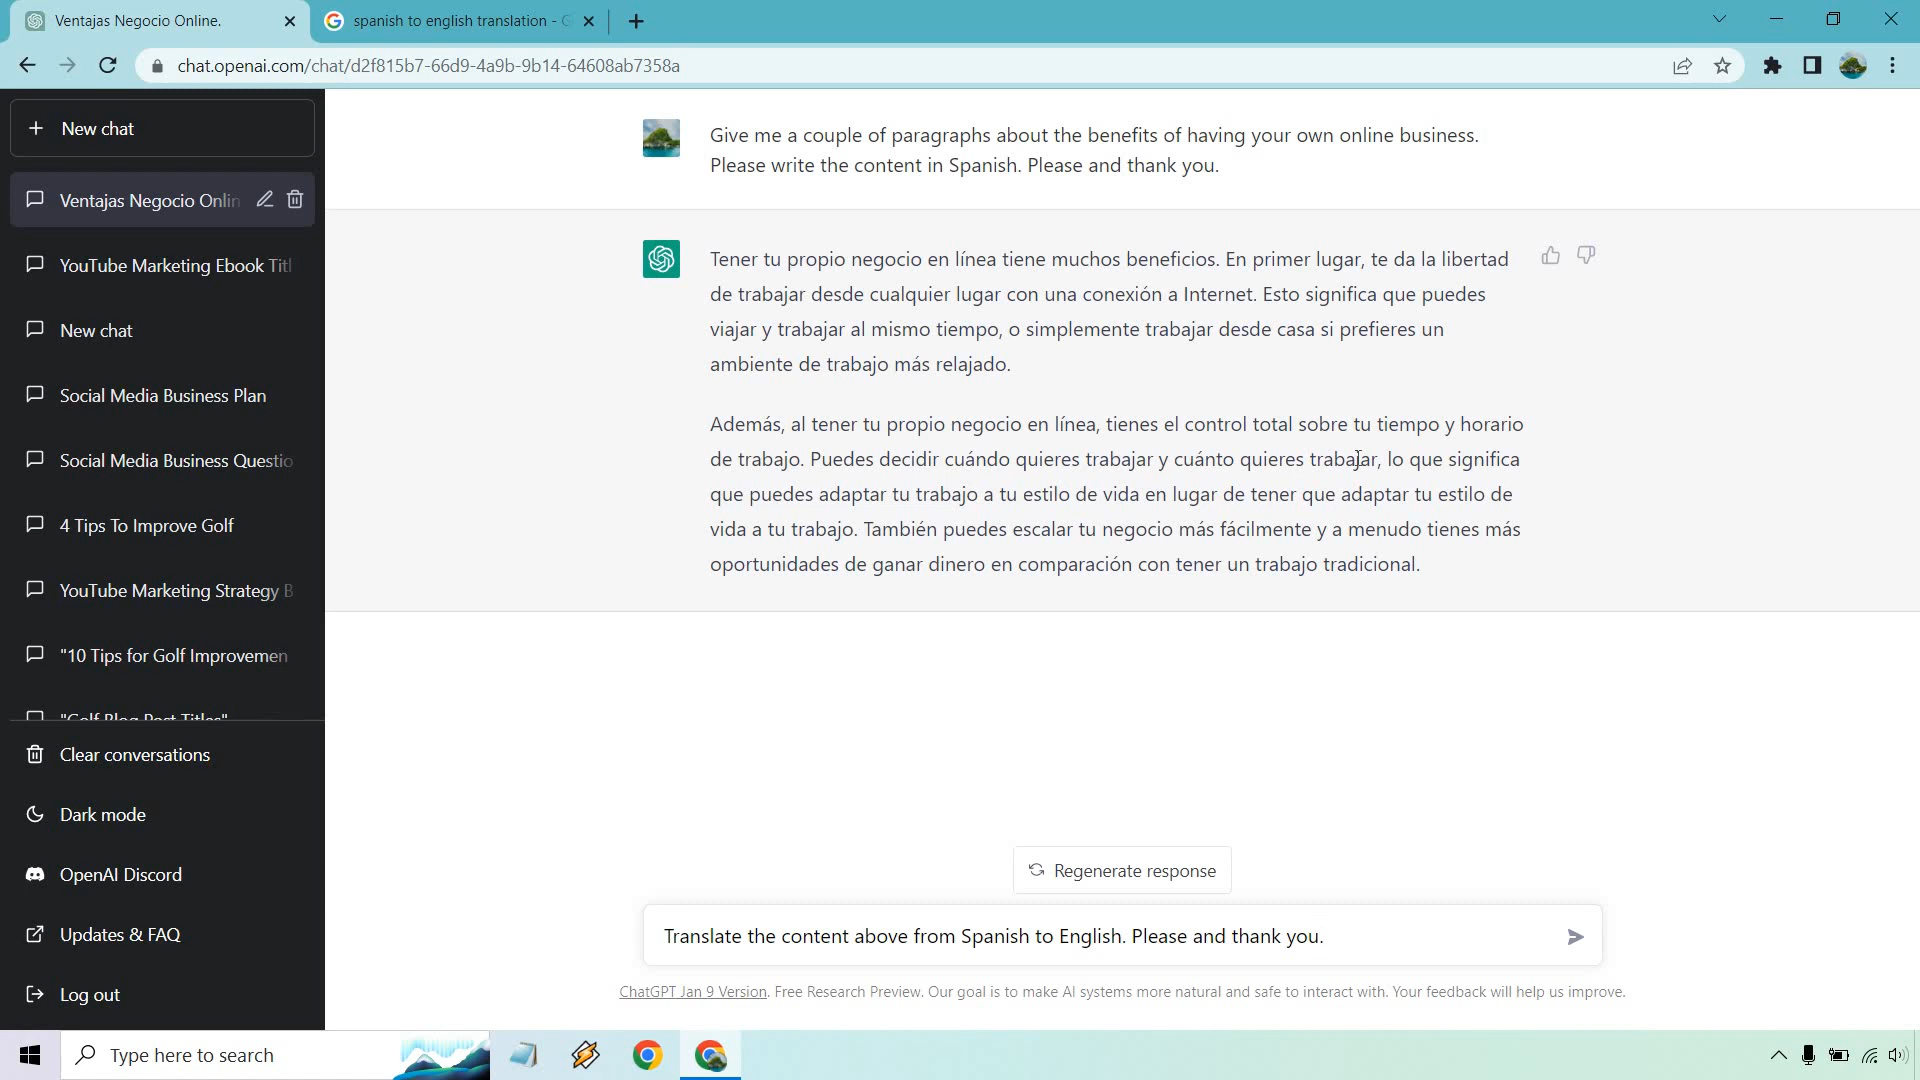 Ventajas Negocio Online.
spanish to english translation - G
chat.openai.com/chat/d2f815b7-66d9-4a9b-9b14-64608ab7358a
New chat
Ventajas Negocio Onlin
YouTube Marketing Ebook Titl
New chat
Social Media Business Plan
Social Media Business Questio
4 Tips To Improve Golf
YouTube Marketing Strategy B
"10 Tips for Golf Improvemen
"Golf Blog Post Titles"
Clear conversations
Dark mode
OpenAI Discord
Updates & FAQ
Log out
Give me a couple of paragraphs about the benefits of having your own online business.
Please write the content in Spanish. Please and thank you.
Tener tu propio negocio en línea tiene muchos beneficios. En primer lugar, te da la libertad
de trabajar desde cualquier lugar con una conexión a Internet. Esto significa que puedes
viajar y trabajar al mismo tiempo, o simplemente trabajar desde casa si prefieres un
ambiente de trabajo más relajado.
Además, al tener tu propio negocio en línea, tienes el control total sobre tu tiempo y horario
de trabajo. Puedes decidir cuándo quieres trabajar y cuánto quieres trabajar, lo que significa
que puedes adaptar tu trabajo a tu estilo de vida en lugar de tener que adaptar tu estilo de
vida a tu trabajo. También puedes escalar tu negocio más fácilmente y a menudo tienes más
oportunidades de ganar dinero en comparación con tener un trabajo tradicional.
Regenerate response
Translate the content above from Spanish to English. Please and thank you.
ChatGPT Jan 9 Version. Free Research Preview. Our goal is to make AI systems more natural and safe to interact with. Your feedback will help us improve.
Type here to search